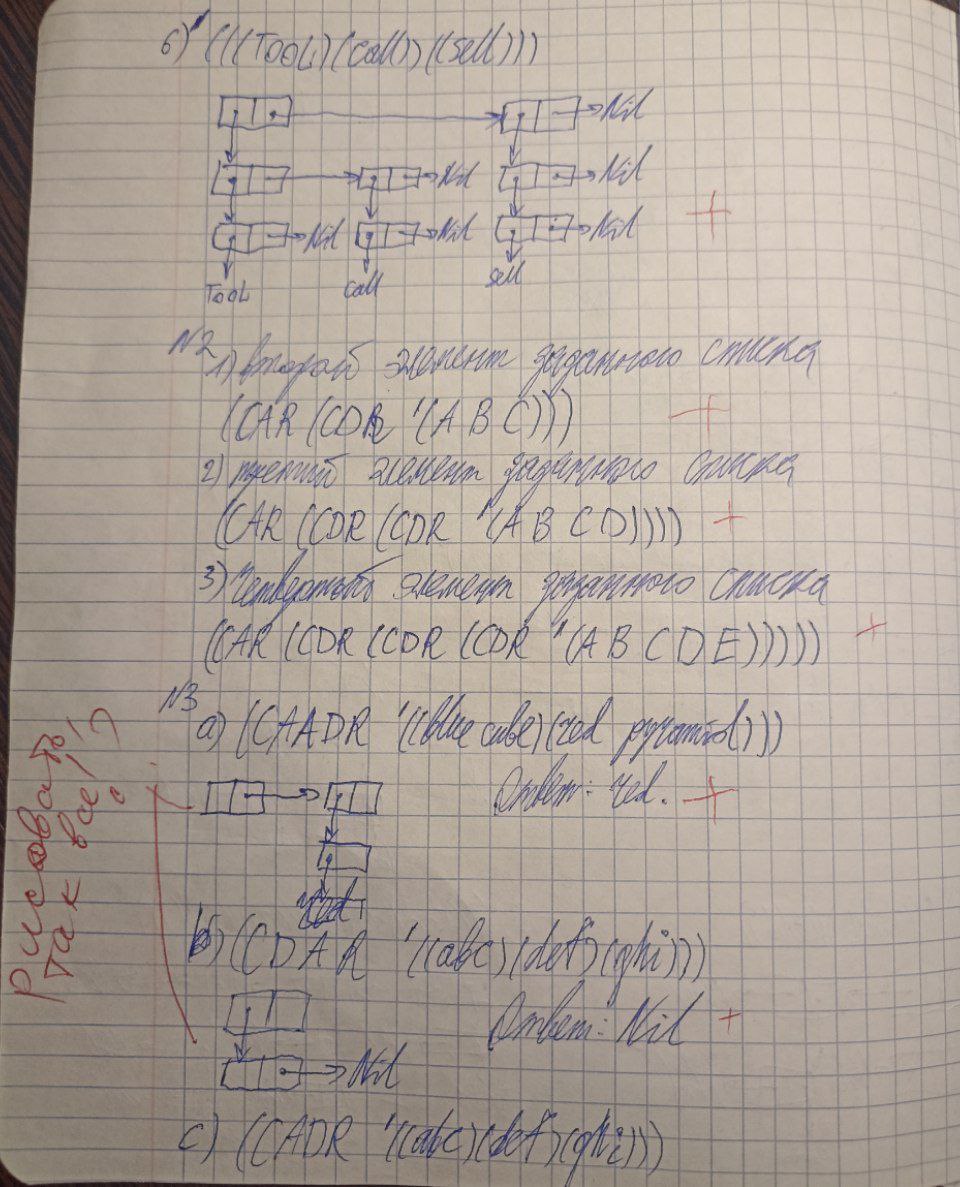 6) (((TOOL)(call))((sell)))
Nil
Nil Nil
Nil Nil Nil
TOOL call sell
+
N2
1) второй элемент заданного списка
(CAR (CDR '(A B C))) +
2) третий элемент заданного списка
(CAR (CDR (CDR '(A B C D)))) +
3) Четвертый элемент заданного списка
(CAR (CDR (CDR (CDR '(A B C D E))))) +
N3
a) (CAADR '((blue cube)(red pyramid)))
Ответ: red. +
red
рисовать
так все!
b) (CDAR '((abc)(def)(ghi)))
Ответ: Nil +
Nil
c) (CADR '((abc)(def)(ghi)))